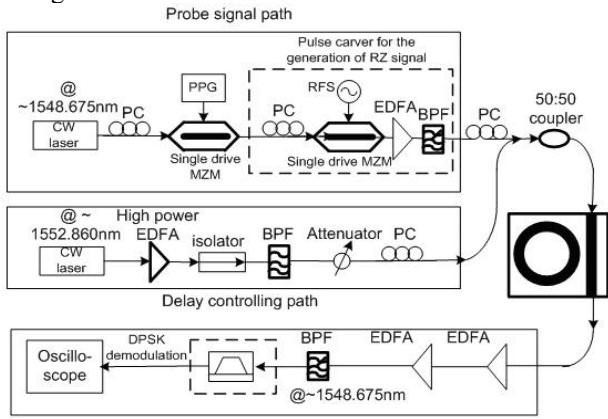 Probe signal path
Pulse carver for the
generation of RZ signal
@
~1548.675nm
CW
laser
PC
PPG
Single drive
MZM
PC
RFS
Single drive MZM
EDFA
BPF
PC
50:50
coupler
@ ~
1552.860nm
CW
laser
High power
EDFA
isolator
BPF
Attenuator
PC
Delay controlling path
Oscillo-
scope
DPSK
demodulation
BPF
@~1548.675nm
EDFA
EDFA